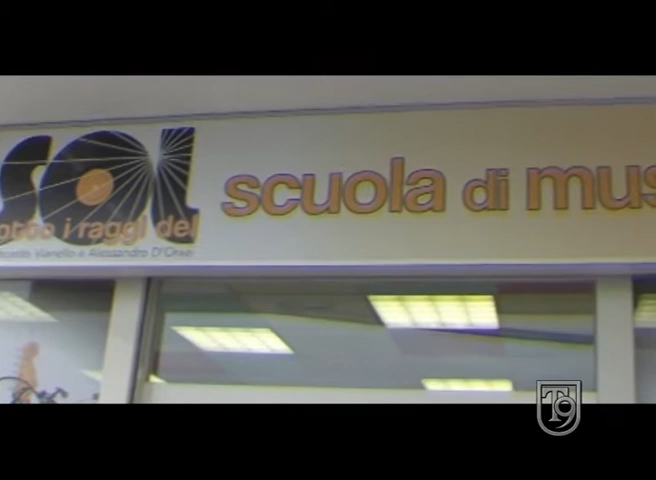 sol
sotto i raggi del
Vianello e Alessandro D'Orazi
scuola di mus
T9